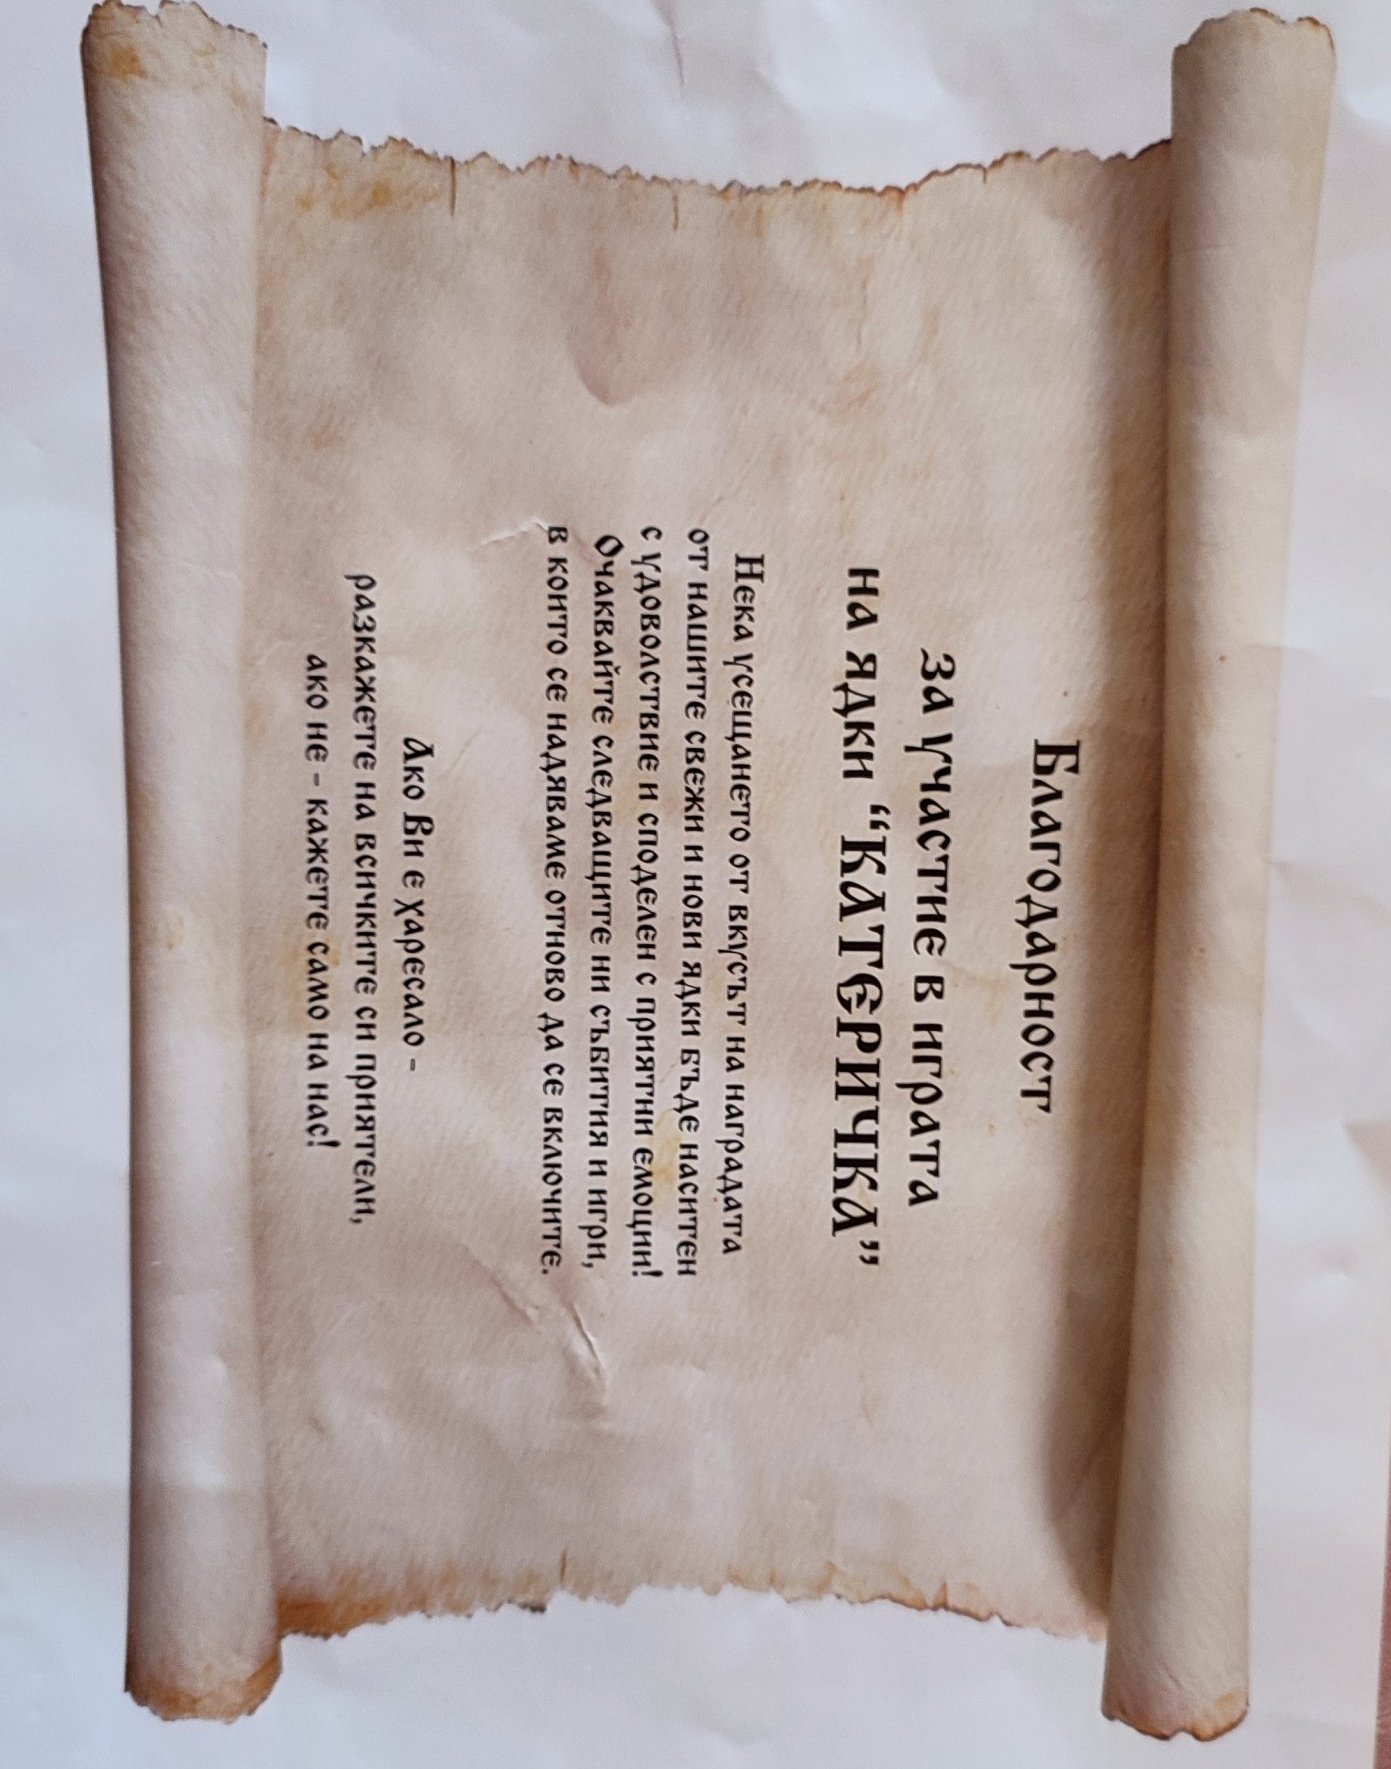 Благодарност
за участие в играта
на ядки “КАТЕРИЧКА”
Нека усещането от вкусът на наградата
от нашите свежи и нови ядки бъде наситен
с удоволствие и споделен с приятни емоции!
Очаквайте следващите ни събития и игри,
в които се надяваме отново да се включите.
Ако Ви е харесало -
разкажете на всичките си приятели,
ако не - кажете само на нас!